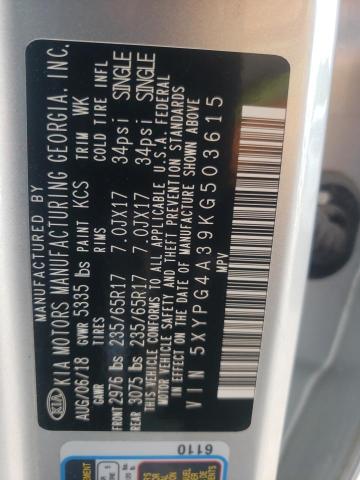 MANUFACTURED BY
KIA MOTORS MANUFACTURING GEORGIA, INC.
AUG/06/18 GVWR 5335 lbs PAINT KCS TRIM WK
GAWR TIRES RIMS COLD TIRE INFL
FRONT 2976 lbs 235/65R17 7.0JX17 34psi SINGLE
REAR 3075 lbs 235/65R17 7.0JX17 34psi SINGLE
THIS VEHICLE CONFORMS TO ALL APPLICABLE U.S.A. FEDERAL
MOTOR VEHICLE SAFETY AND THEFT PREVENTION
STANDARDS IN EFFECT ON THE DATE OF MANUFACTURE SHOWN ABOVE
VIN 5XYPG4A39KG503615
MPV
KIA
6110